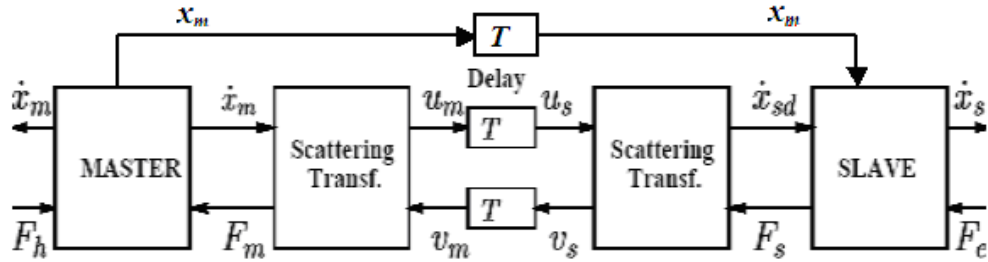 x_m T x_m
Delay
ẋ_m ẋ_m u_m u_s ẋ_sd ẋ_s
T
MASTER Scattering Transf. Scattering Transf. SLAVE
T
F_h F_m v_m v_s F_s F_e